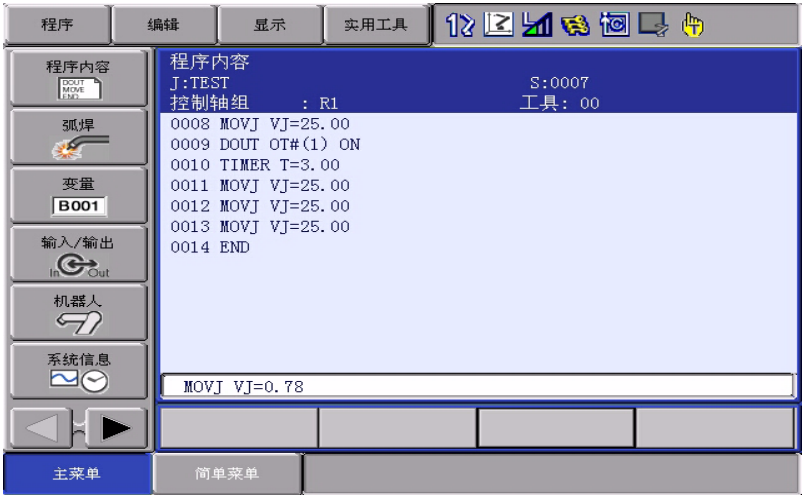 程序
编辑
显示
实用工具
程序内容
DOUT
MOVE
END
弧焊
变量
B001
输入/输出
In Out
机器人
系统信息
程序内容
J:TEST S:0007
控制轴组 : R1 工具: 00
0008 MOVJ VJ=25.00
0009 DOUT OT#(1) ON
0010 TIMER T=3.00
0011 MOVJ VJ=25.00
0012 MOVJ VJ=25.00
0013 MOVJ VJ=25.00
0014 END
MOVJ VJ=0.78
主菜单
简单菜单